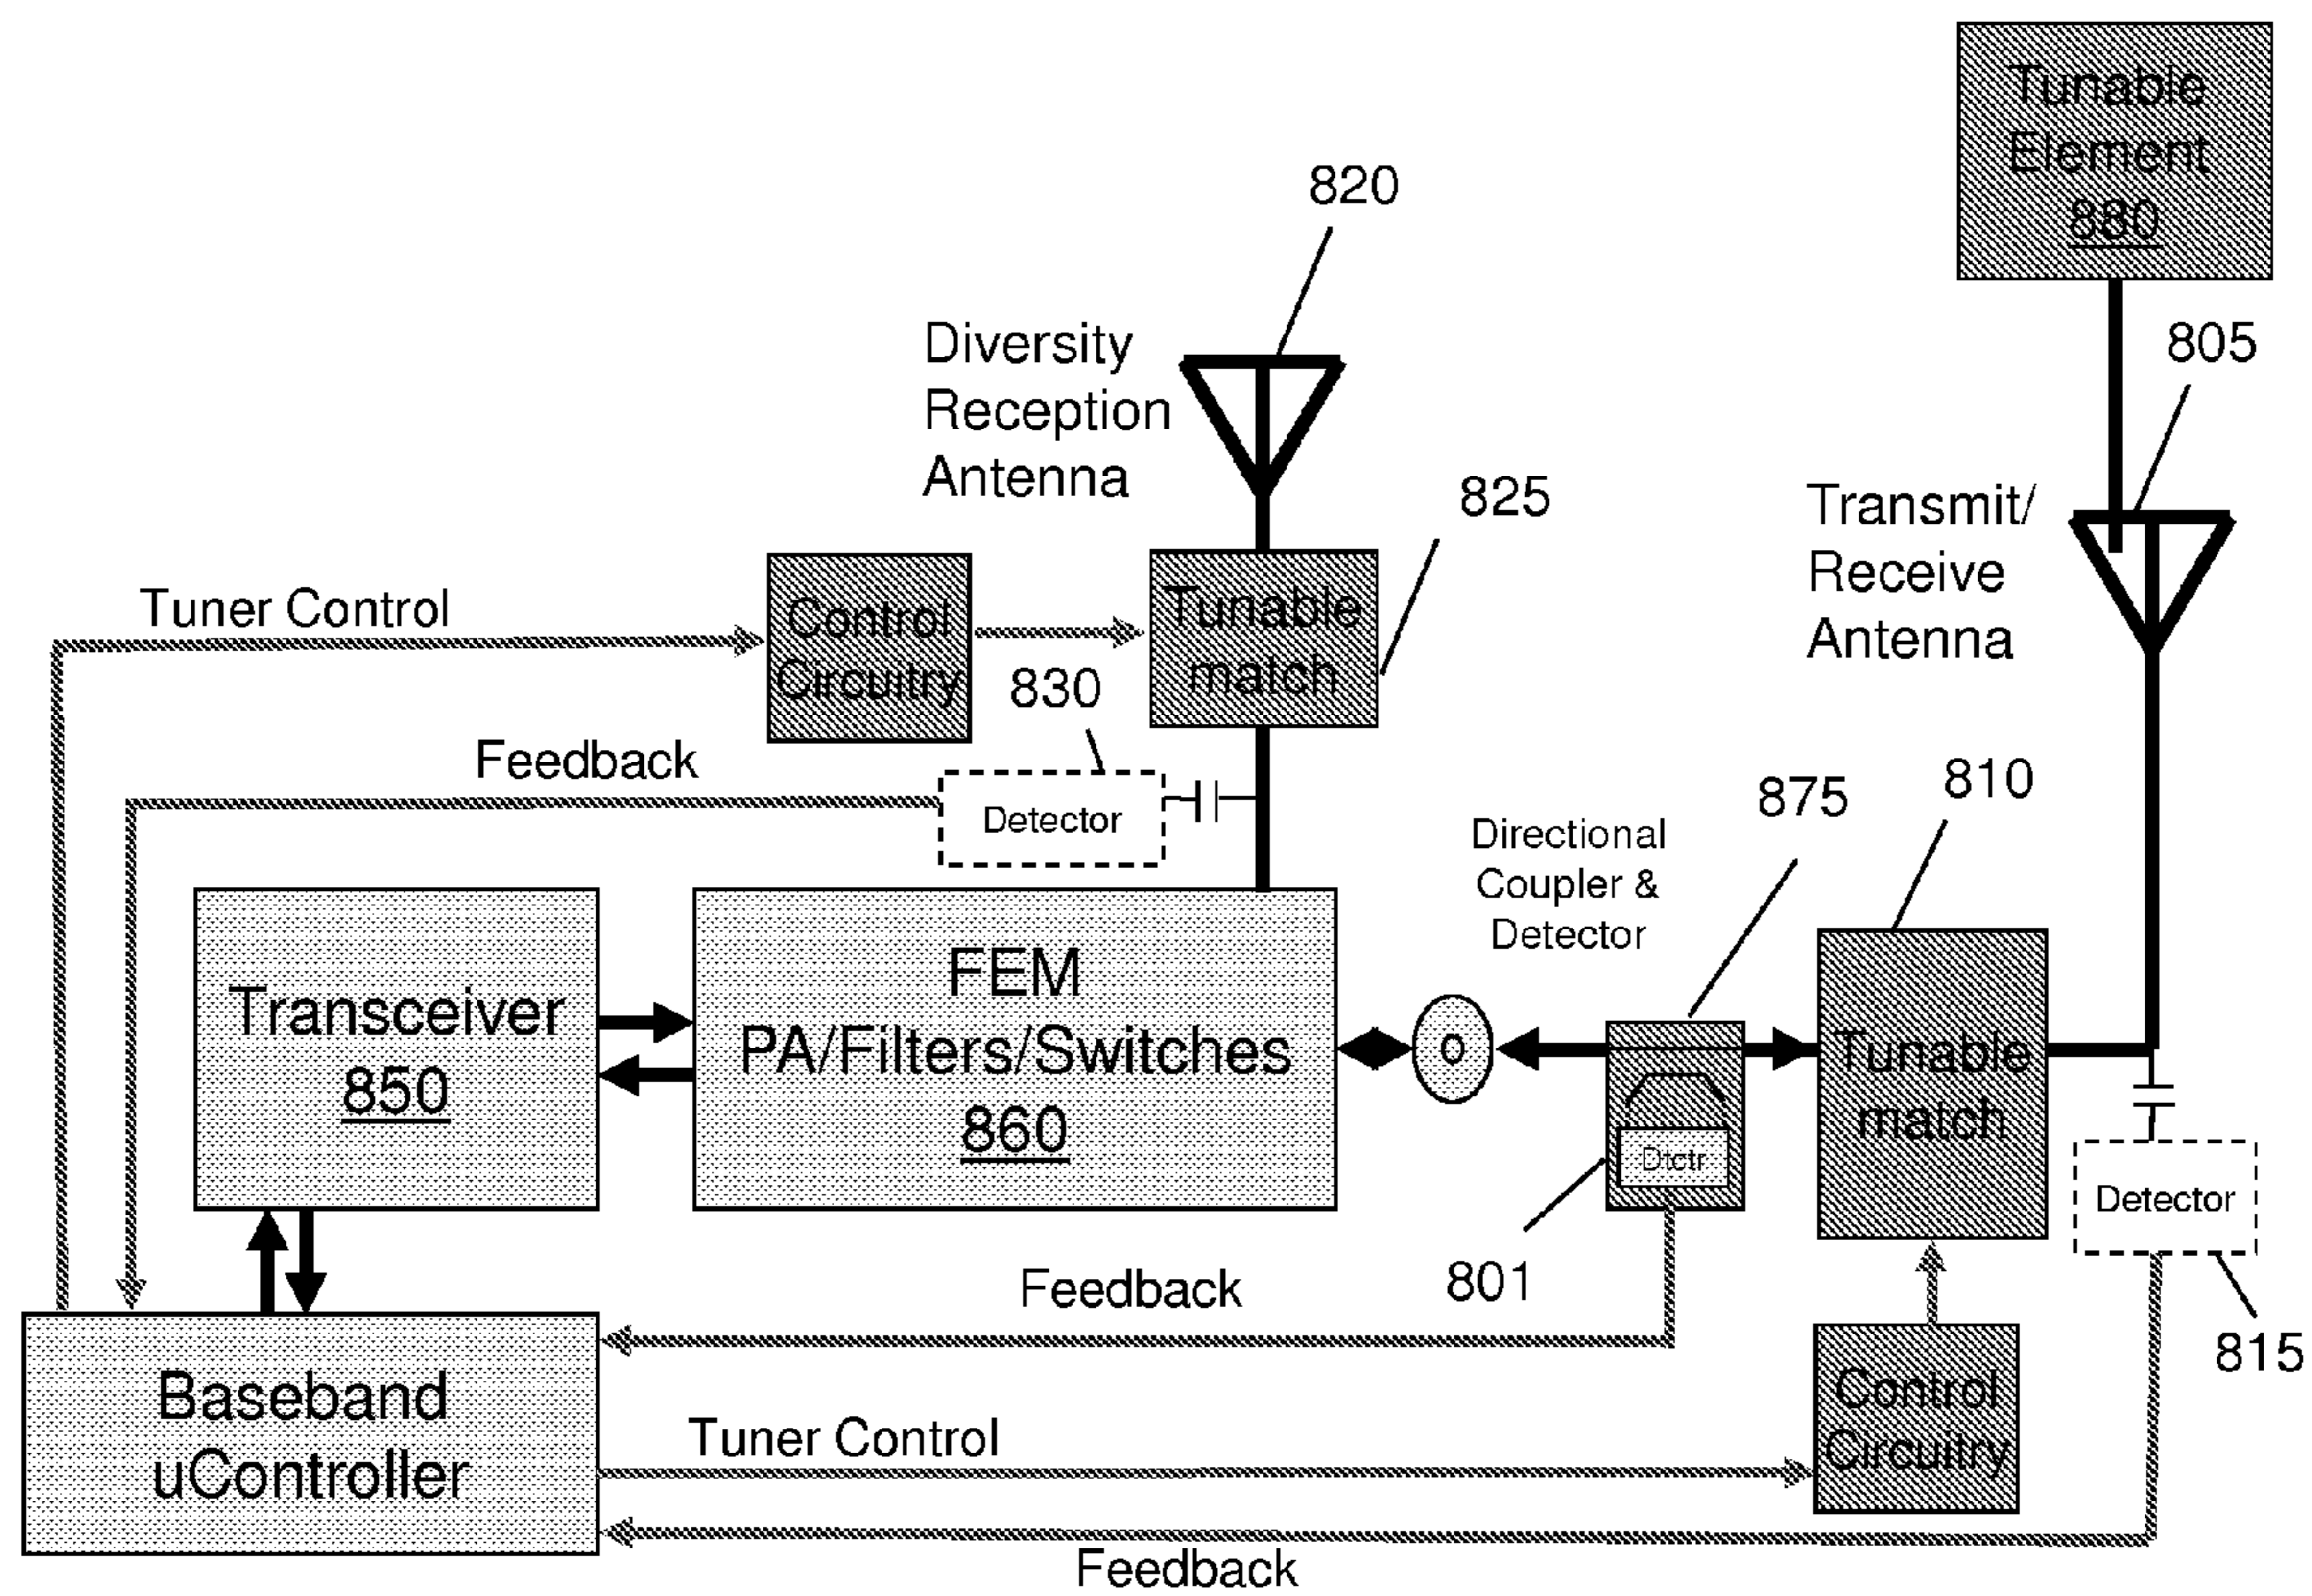 Tunable
Element
880
820
805
Diversity
Reception
Antenna
825
Transmit/
Receive
Antenna
Tuner Control
Control
Circuitry
Tunable
match
830
Feedback
Detector
875
810
Directional
Coupler &
Detector
Transceiver
850
FEM
PA/Filters/Switches
860
O
Tunable
match
Dtctr
Detector
801
Feedback
815
Baseband
uController
Tuner Control
Control
Circuitry
Feedback